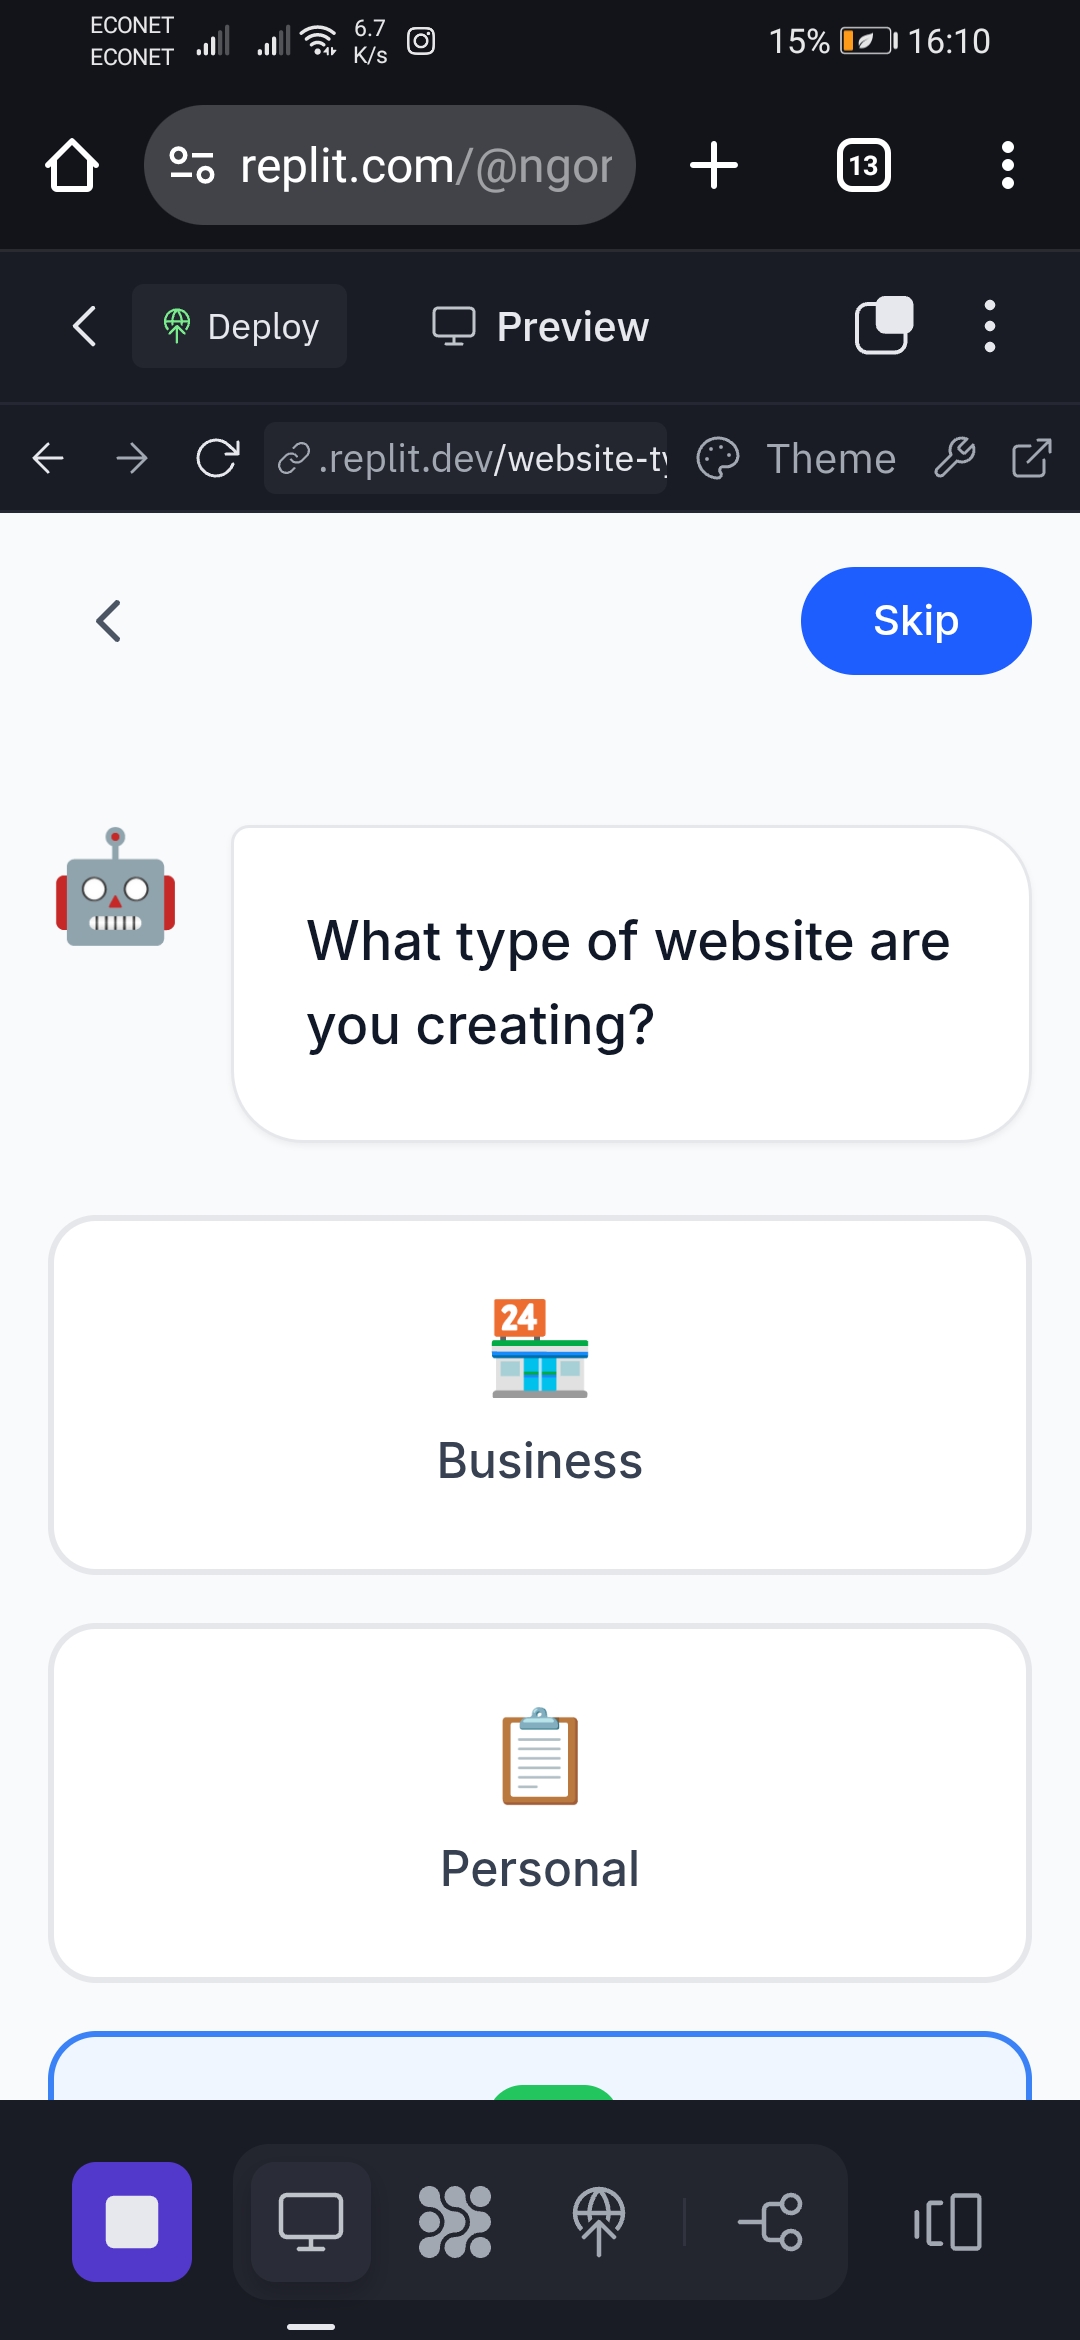 ECONET
ECONET
6.7
K/s
15%
16:10
replit.com/@ngor
13
Deploy
Preview
.replit.dev/website-ty
Theme
Skip
What type of website are
you creating?
24
Business
Personal